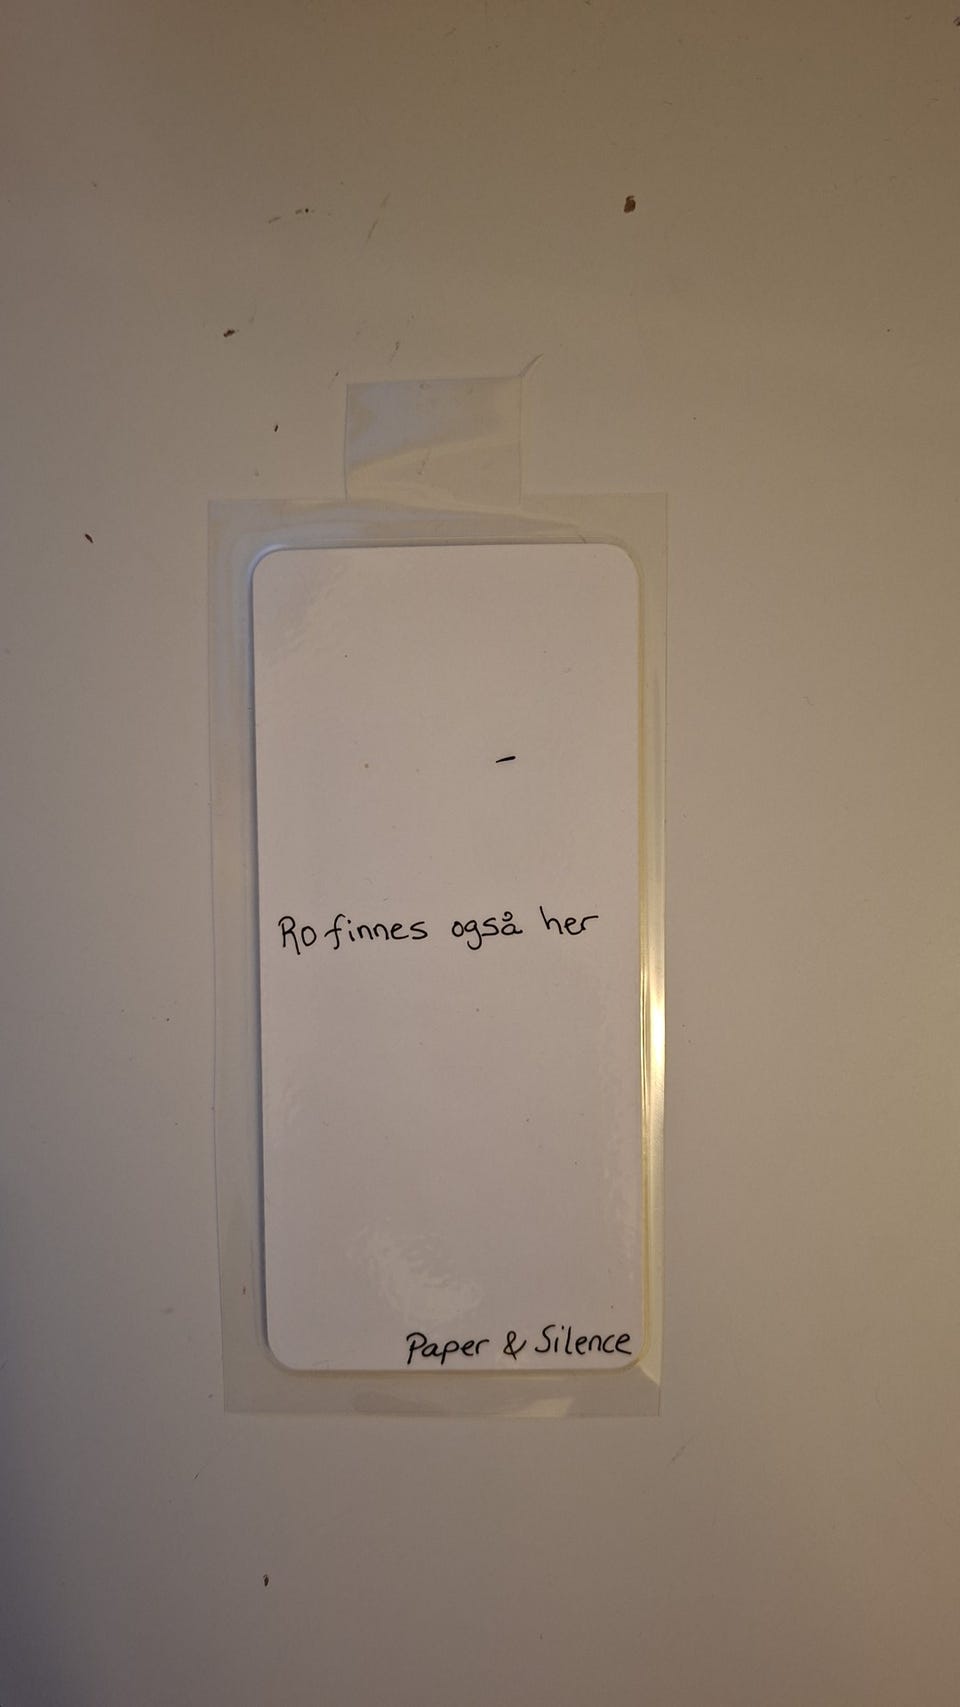 Ro finnes også her
Paper & Silence